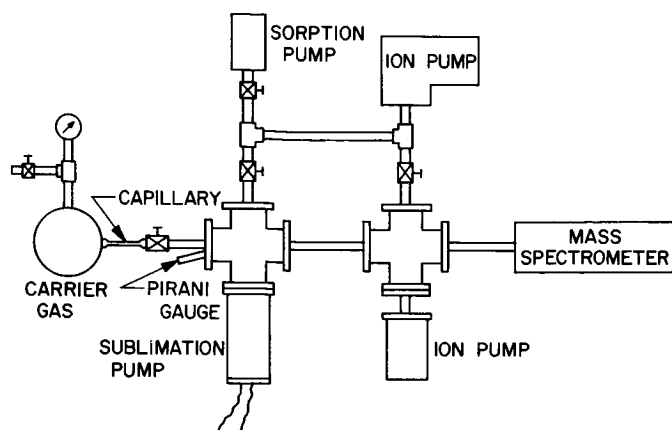 SORPTION
PUMP
ION PUMP
CAPILLARY
MASS
SPECTROMETER
CARRIER
GAS
PIRANI
GAUGE
SUBLIMATION
PUMP
ION PUMP